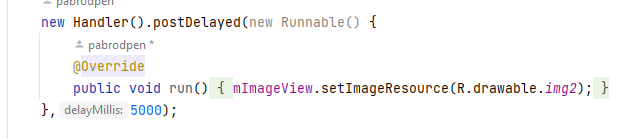 pabrodpen
new Handler().postDelayed(new Runnable() {
pabrodpen *
@Override
public void run() { mImageView.setImageResource(R.drawable.img2); }
}, delayMillis: 5000);